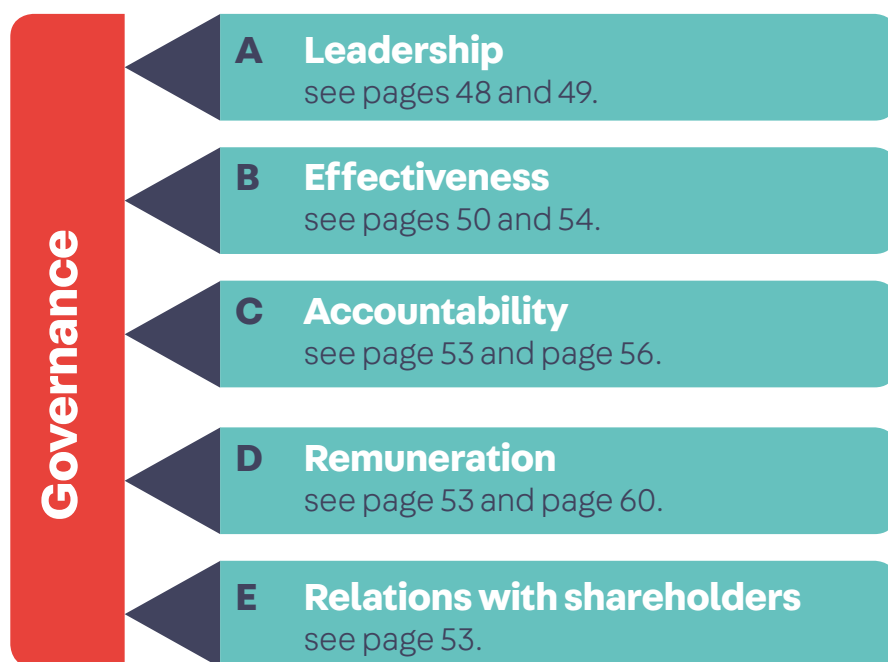 Governance
A Leadership
see pages 48 and 49.
B Effectiveness
see pages 50 and 54.
C Accountability
see page 53 and page 56.
D Remuneration
see page 53 and page 60.
E Relations with shareholders
see page 53.